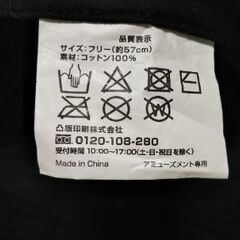 品質表示
サイズ:フリー(約57cm)
素材:コットン100%
凸版印刷株式会社
0120-108-280
受付時間 10:00~17:00(土・日・祝日を除く)
Made in China
アミューズメント専用